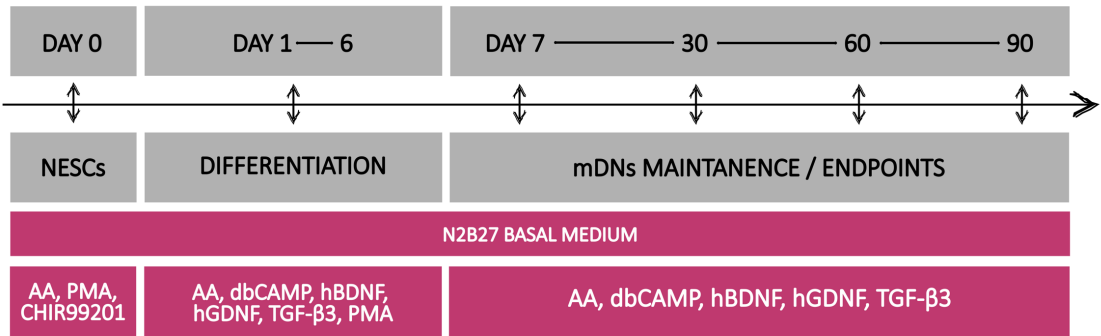 DAY 0
DAY 1 6
DAY 7 30 60 90
NESCs
DIFFERENTIATION
mDNs MAINTANENCE / ENDPOINTS
N2B27 BASAL MEDIUM
AA, PMA,
CHIR99201
AA, dbCAMP, hBDNF,
hGDNF, TGF-β3, PMA
AA, dbCAMP, hBDNF, hGDNF, TGF-β3